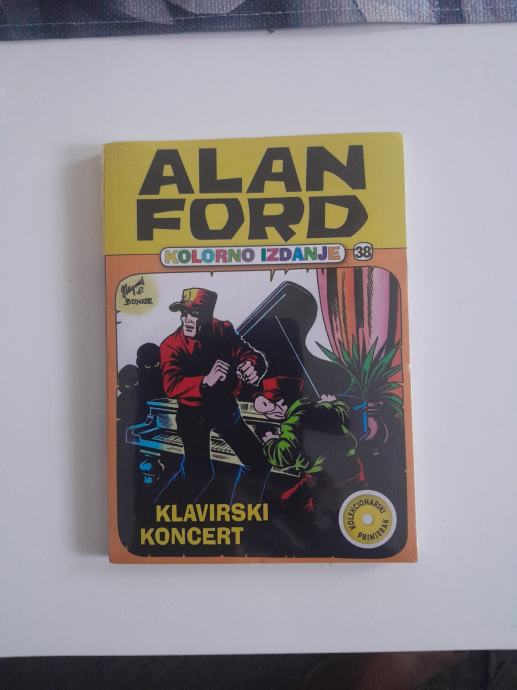 ALAN
FORD
KOLORNO IZDANJE 38
Magnus
&
BUNKER
KLAVIRSKI
KONCERT
KOLEKCIONARSKI
PRIMJERAK